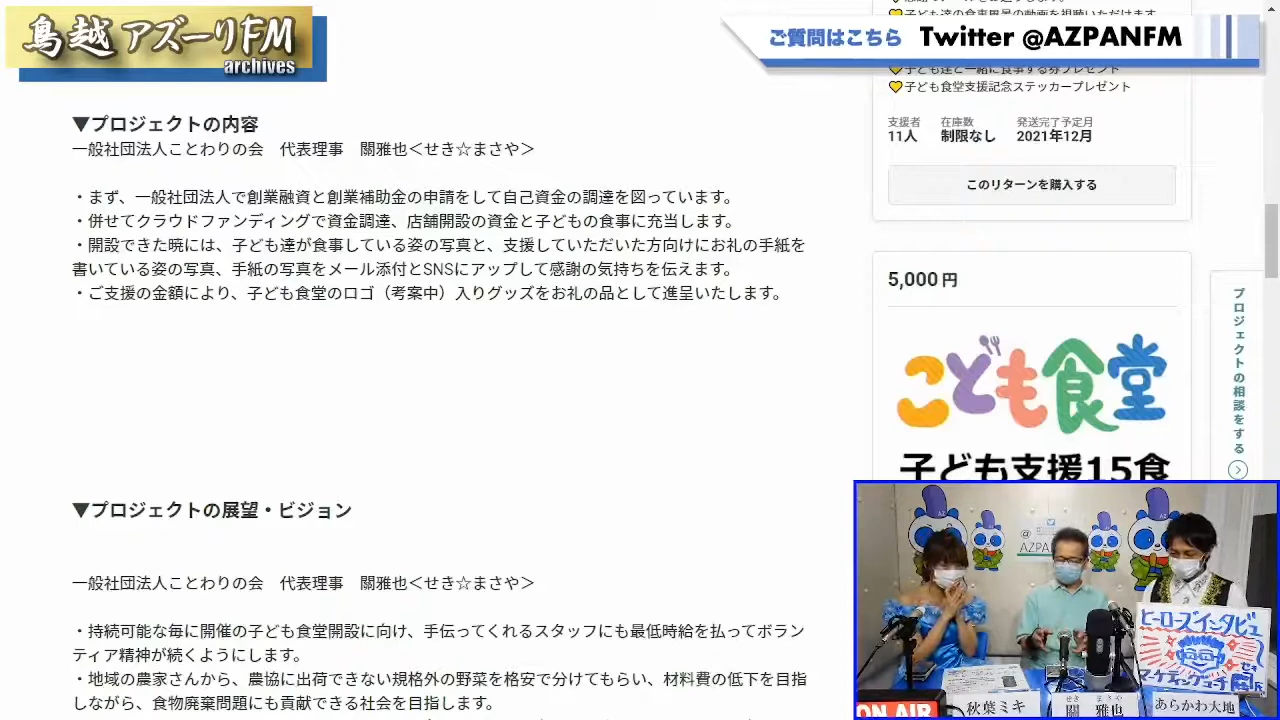 鳥越アズーリFM
archives
ご質問はこちら Twitter @AZPANFM
▼プロジェクトの内容
一般社団法人ことわりの会　代表理事　關雅也＜せき☆まさや＞
・まず、一般社団法人で創業融資と創業補助金の申請をして自己資金の調達を図っています。
・併せてクラウドファンディングで資金調達、店舗開設の資金と子どもの食事に充当します。
・開設できた暁には、子ども達が食事している姿の写真と、支援していただいた方向けにお礼の手紙を
書いている姿の写真、手紙の写真をメール添付とSNSにアップして感謝の気持ちを伝えます。
・ご支援の金額により、子ども食堂のロゴ（考案中）入りグッズをお礼の品として進呈いたします。
▼プロジェクトの展望・ビジョン
一般社団法人ことわりの会　代表理事　關雅也＜せき☆まさや＞
・持続可能な毎に開催の子ども食堂開設に向け、手伝ってくれるスタッフにも最低時給を払ってボラン
ティア精神が続くようにします。
・地域の農家さんから、農協に出荷できない規格外の野菜を格安で分けてもらい、材料費の低下を目指
しながら、食物廃棄問題にも貢献できる社会を目指します。
子ども達の食事風景の動画を視聴いただけます
子ども達と一緒に食事する券プレゼント
子ども食堂支援記念ステッカープレゼント
支援者 在庫数 発送完了予定月
11人 制限なし 2021年12月
このリターンを購入する
5,000円
こども食堂
子ども支援15食
プロジェクトの相談をする
AZPA
ヒーローズインタビュー
ON AIR
秋葉ミキ
せき まさや
關 雅也
あらかわ大地